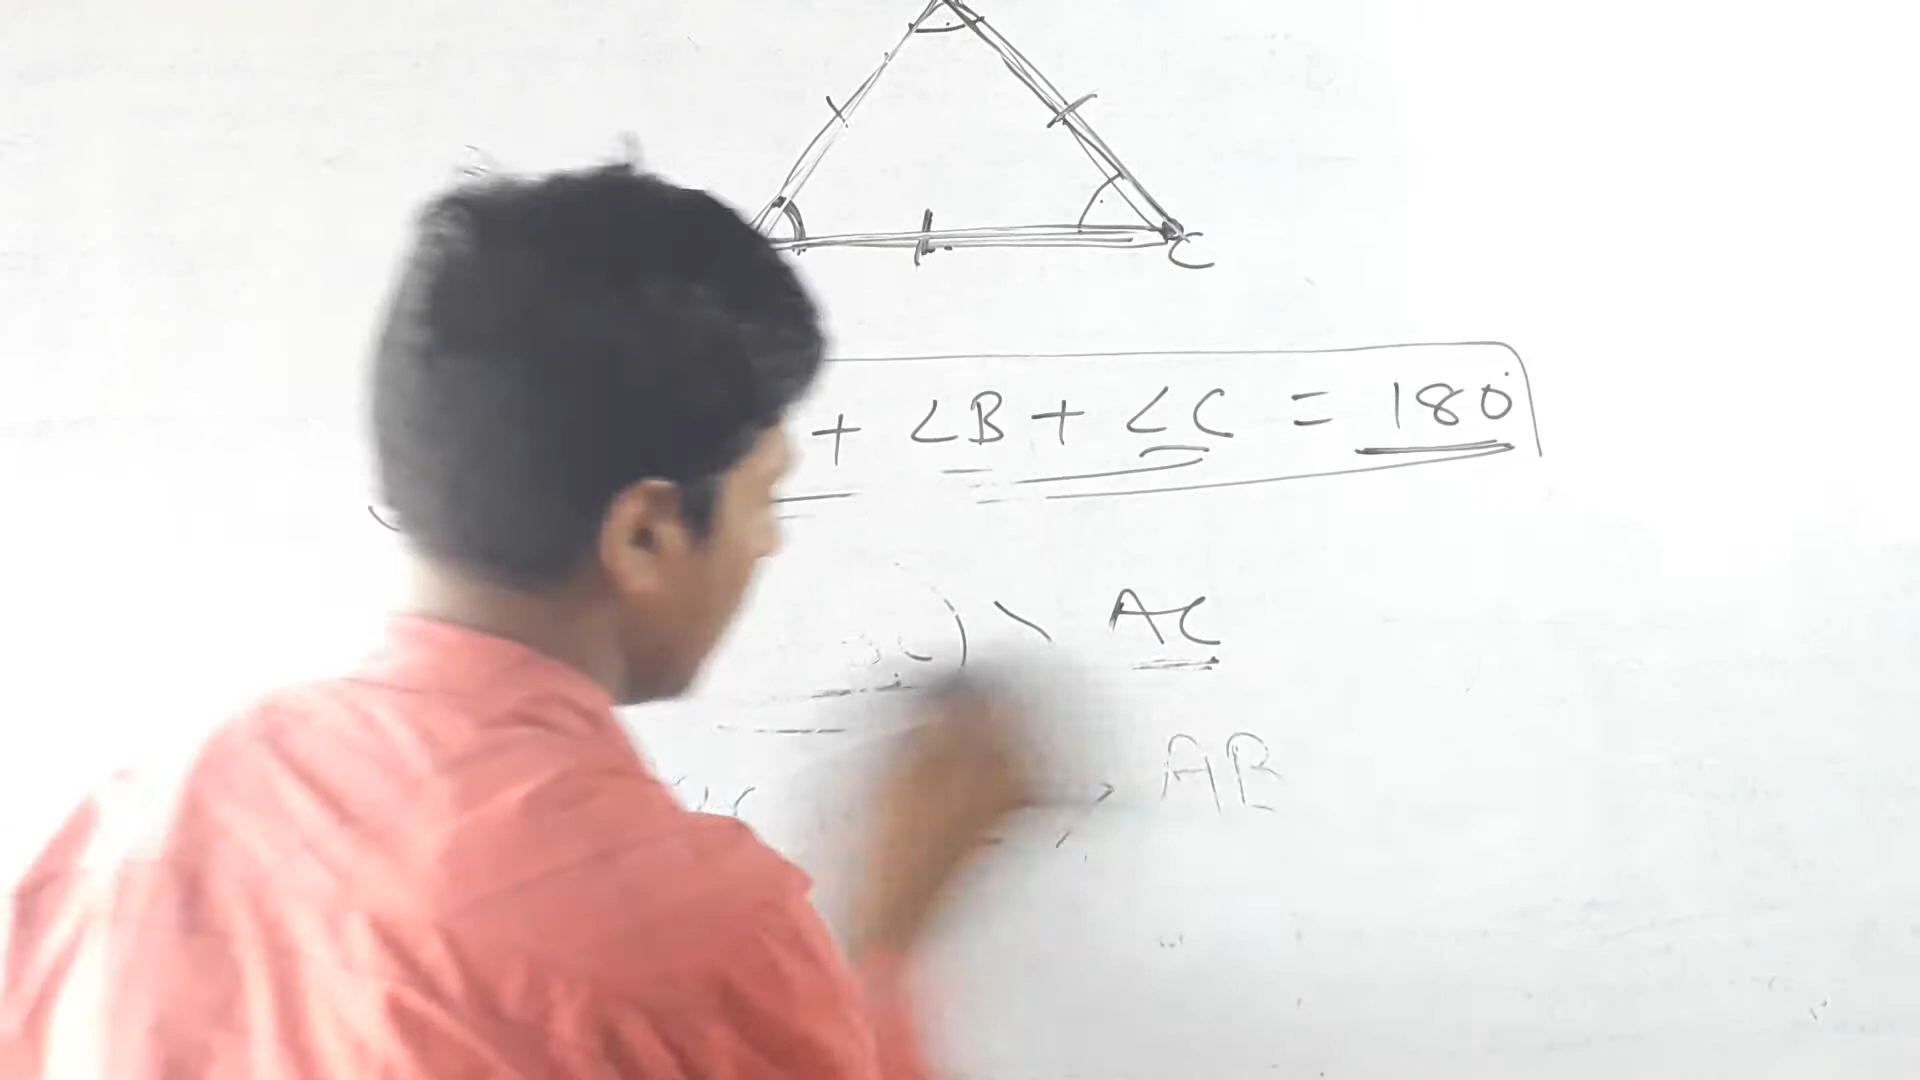 C
+ ∠B + ∠C = 180
) AC
AB